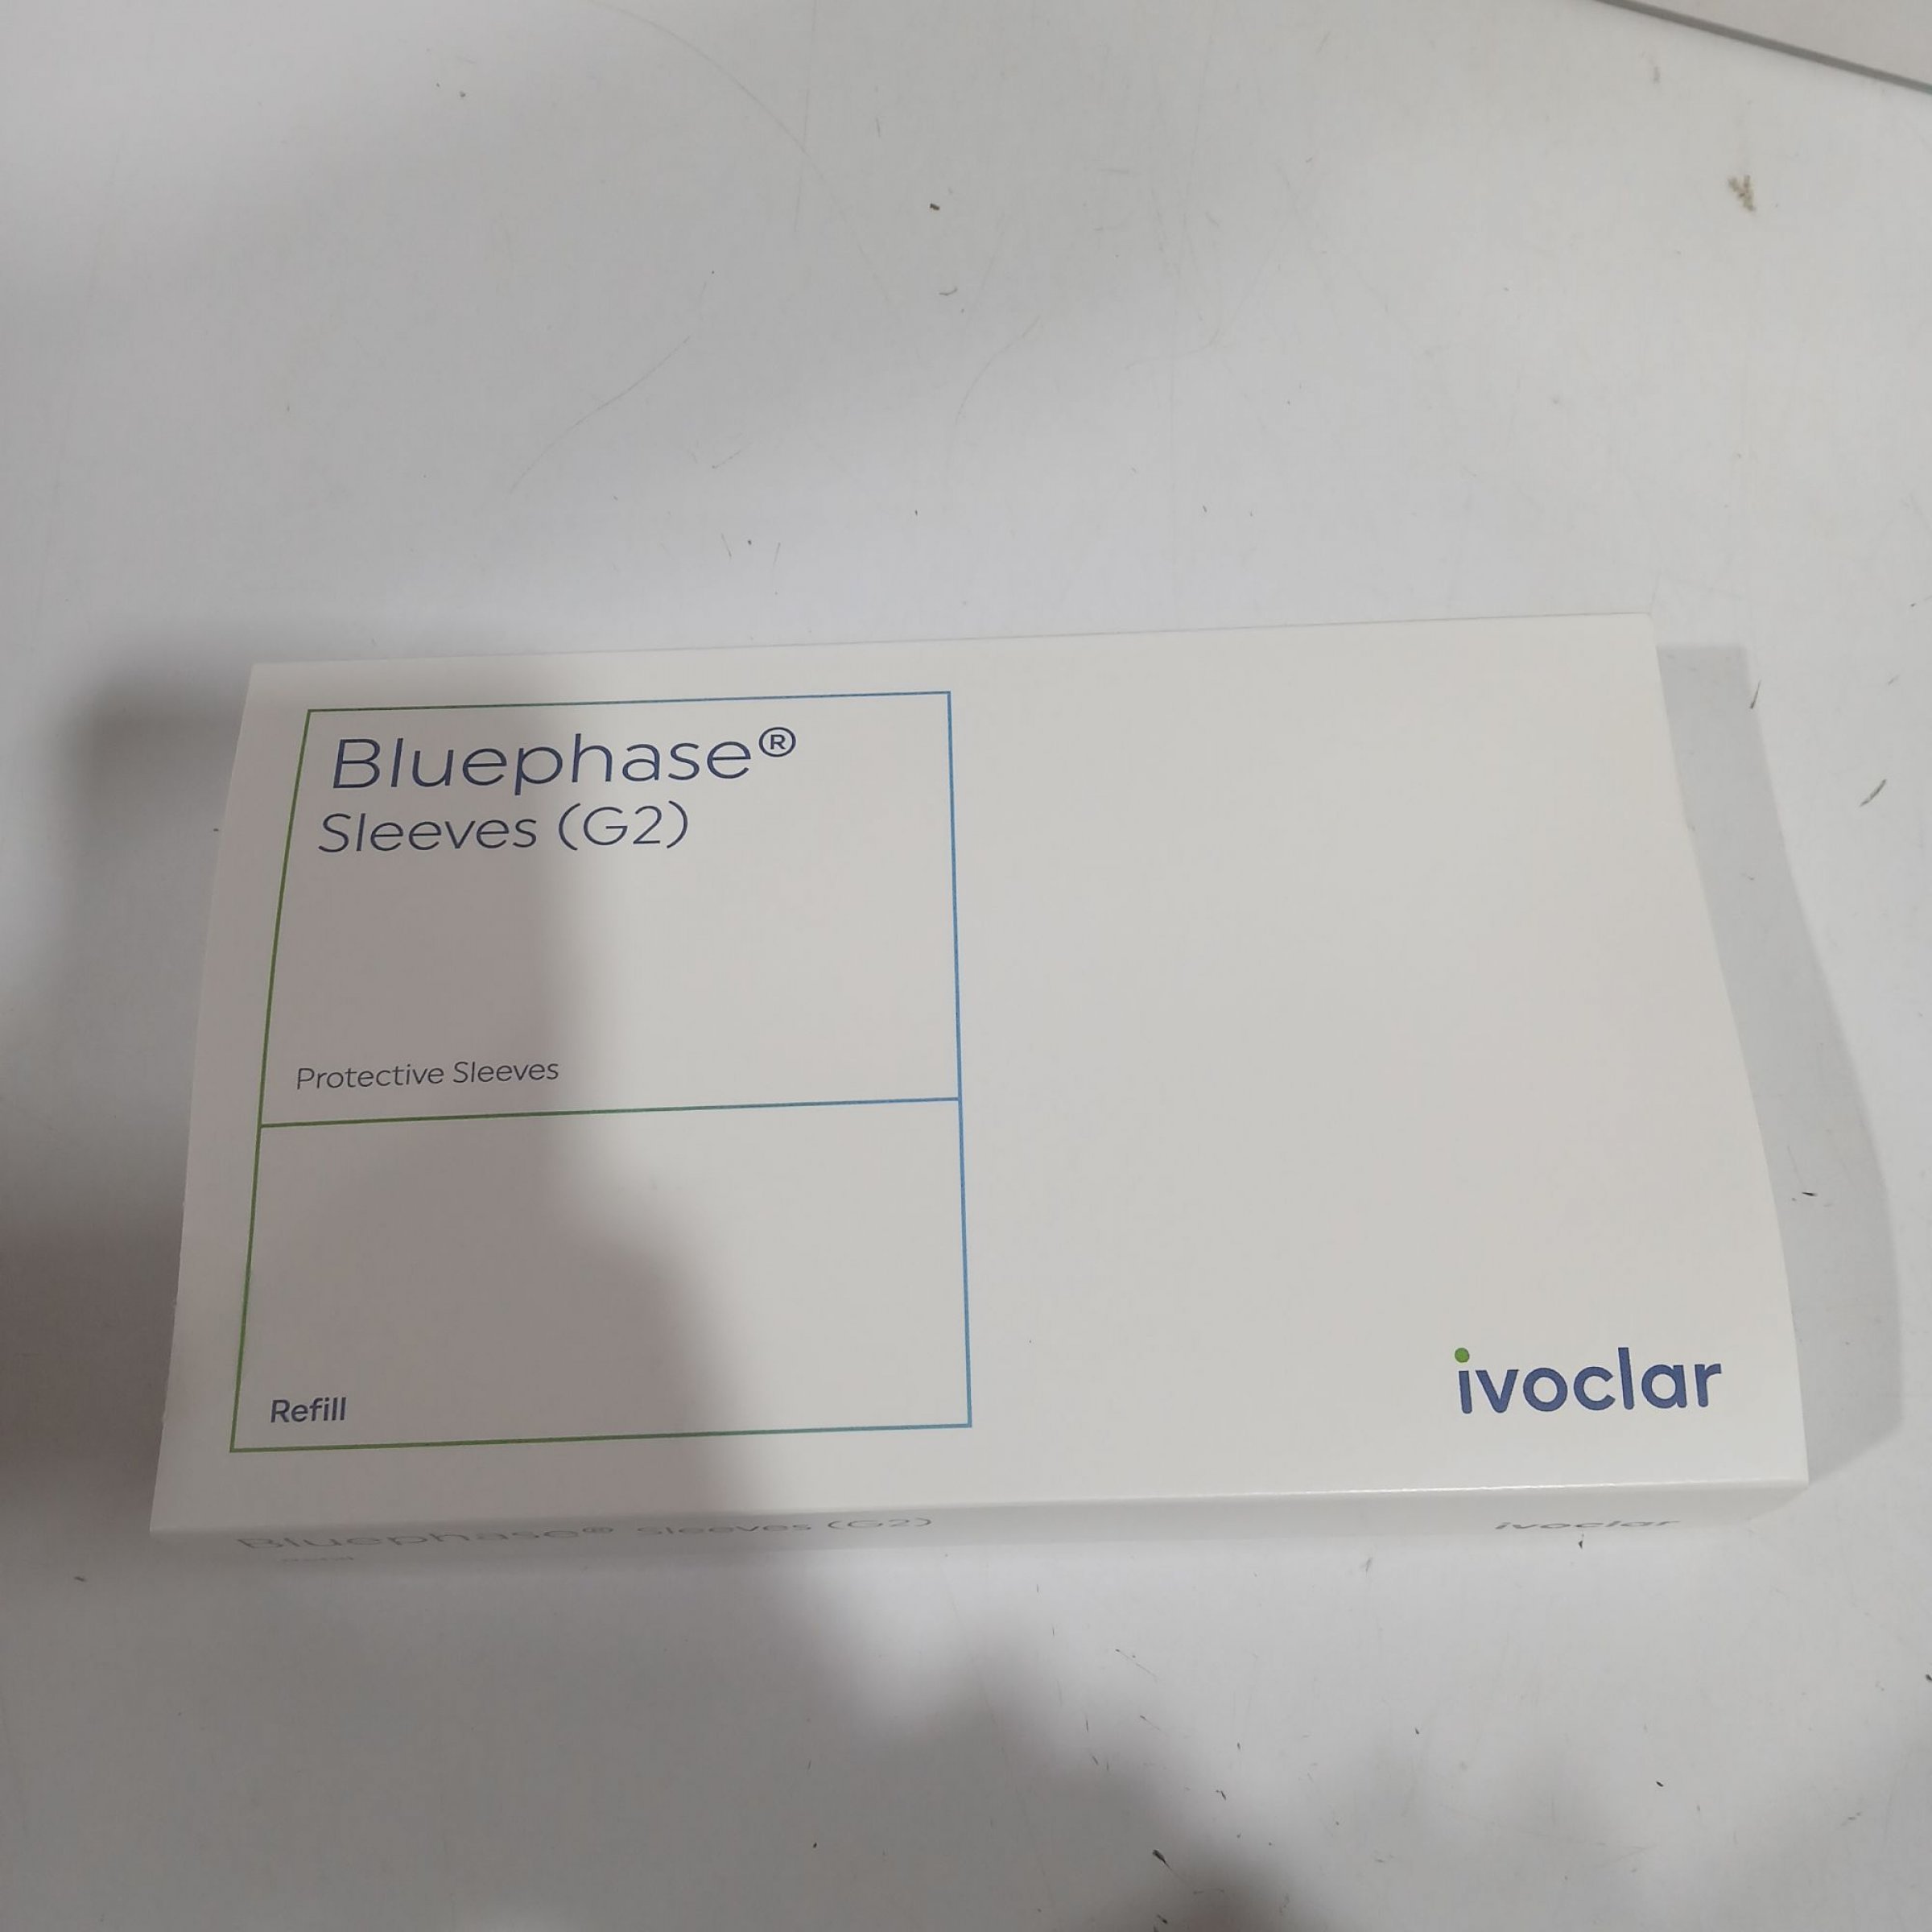 Bluephase®
Sleeves (G2)
Protective Sleeves
Refill
ivoclar
Bluephase® Sleeves (G2)
ivoclar